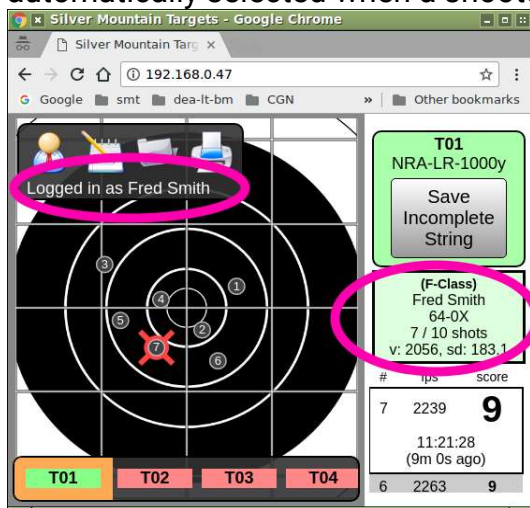 automatically selected when a shoote
Silver Mountain Targets - Google Chrome
Silver Mountain Targ
192.168.0.47
Google smt dea-lt-bm CGN » Other bookmarks
Logged in as Fred Smith
3
1
4
5
2
7
6
T01 T02 T03 T04
T01
NRA-LR-1000y
Save
Incomplete
String
(F-Class)
Fred Smith
64-0X
7 / 10 shots
v: 2056, sd: 183.1
# fps score
7 2239 9
11:21:28
(9m 0s ago)
6 2263 9